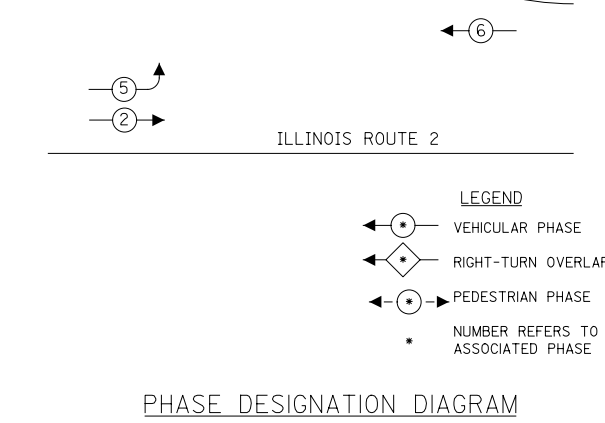 6
5
2
ILLINOIS ROUTE 2
LEGEND
* VEHICULAR PHASE
* RIGHT-TURN OVERLAP
* PEDESTRIAN PHASE
* NUMBER REFERS TO
ASSOCIATED PHASE
PHASE DESIGNATION DIAGRAM